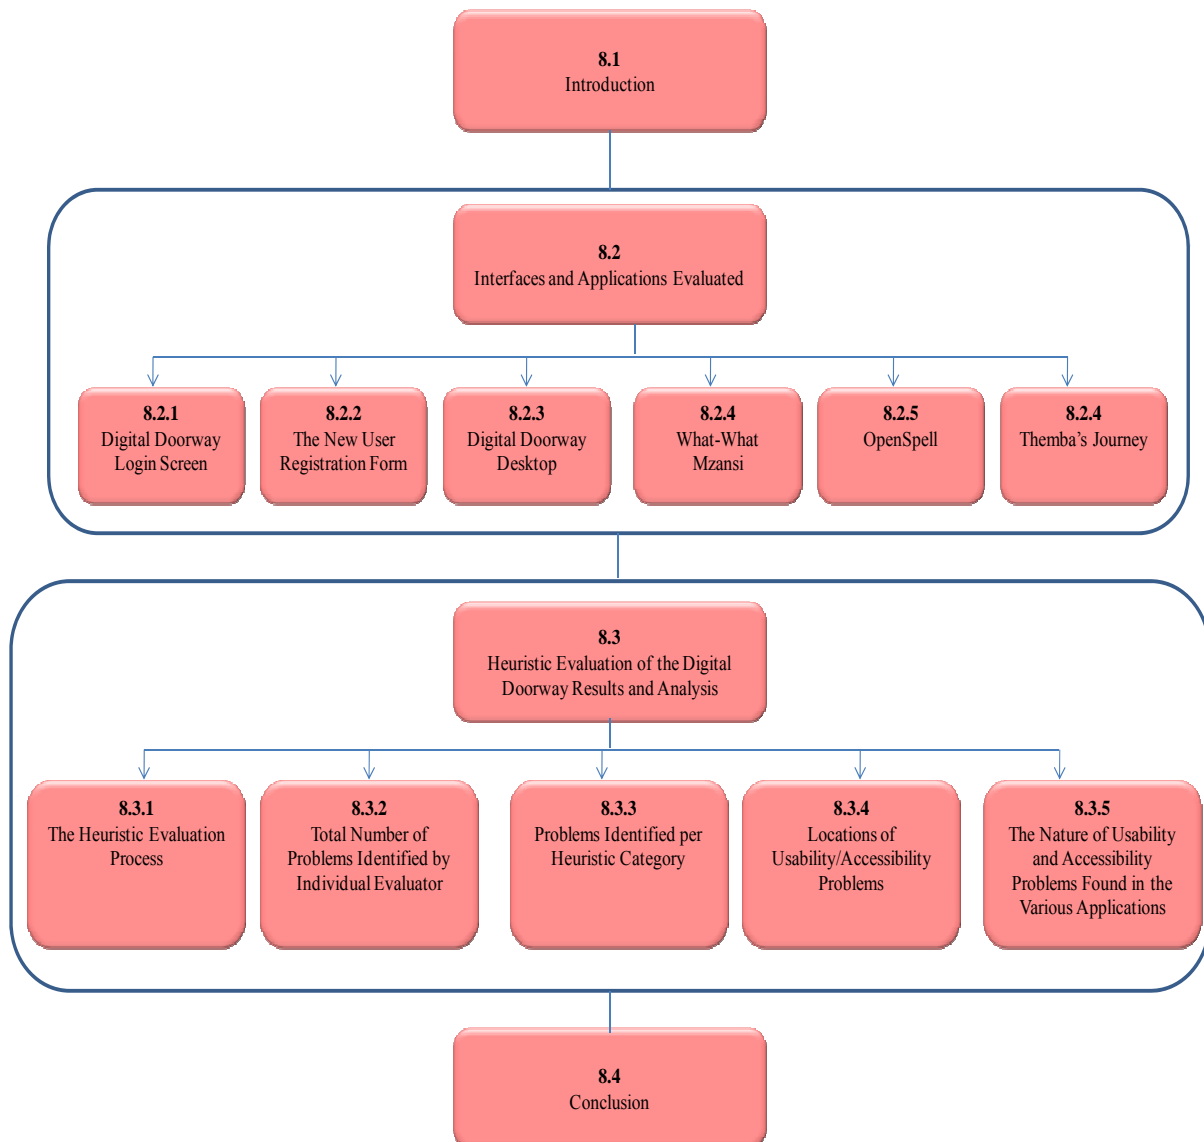 8.1
Introduction
8.2
Interfaces and Applications Evaluated
8.2.1
Digital Doorway
Login Screen
8.2.2
The New User
Registration Form
8.2.3
Digital Doorway
Desktop
8.2.4
What-What
Mzansi
8.2.5
OpenSpell
8.2.4
Themba's Journey
8.3
Heuristic Evaluation of the Digital
Doorway Results and Analysis
8.3.1
The Heuristic Evaluation
Process
8.3.2
Total Number of
Problems Identified by
Individual Evaluator
8.3.3
Problems Identified per
Heuristic Category
8.3.4
Locations of
Usability/Accessibility
Problems
8.3.5
The Nature of Usability
and Accessibility
Problems Found in the
Various Applications
8.4
Conclusion